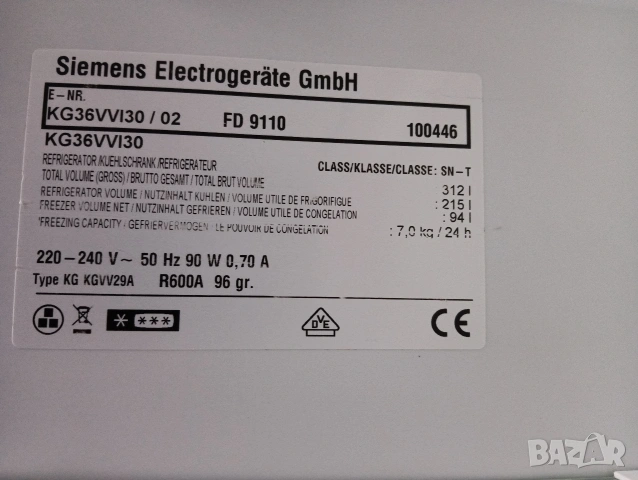 Siemens Electrogeräte GmbH
E-NR.
KG36VVI30 / 02 FD 9110 100446
KG36VVI30
REFRIGERATOR /KUEHLSCHRANK /REFRIGERATEUR CLASS/KLASSE/CLASSE: SN-T
TOTAL VOLUME (GROSS) / BRUTTO GESAMT / TOTAL BRUT VOLUME 312 l
REFRIGERATOR VOLUME / NUTZINHALT KUHLEN / VOLUME UTILE DE FRIGORIFIGUE : 215 l
FREEZER VOLUME NET / NUTZINHALT GEFRIEREN / VOLUME UTILE DE CONGELATION : 94 l
FREEZING CAPACITY / GEFRIERVERMOGEN / LE POUVOIR DE CONGELATION : 7,0 kg / 24 h
220-240 V~ 50 Hz 90 W 0,70 A
Type KG KGVV29A R600A 96 gr.
DVE
CE
BAZAR